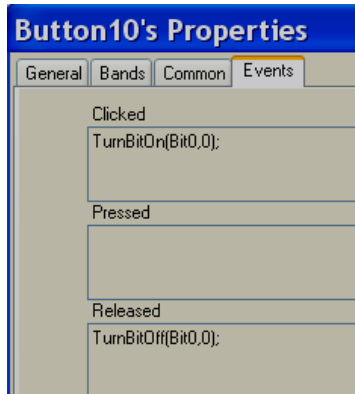 Button10's Properties
General Bands Common Events
Clicked
TurnBitOn(Bit0,0);
Pressed
Released
TurnBitOff(Bit0,0);